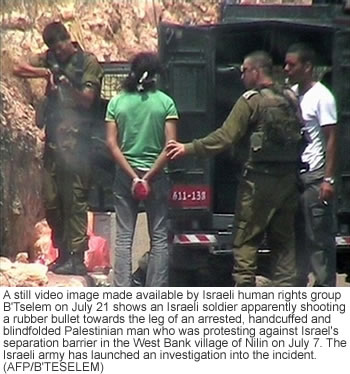 611-138
A still video image made available by Israeli human rights group
B'Tselem on July 21 shows an Israeli soldier apparently shooting
a rubber bullet towards the leg of an arrested, handcuffed and
blindfolded Palestinian man who was protesting against Israel's
separation barrier in the West Bank village of Nilin on July 7. The
Israeli army has launched an investigation into the incident.
(AFP/B'TESELEM)